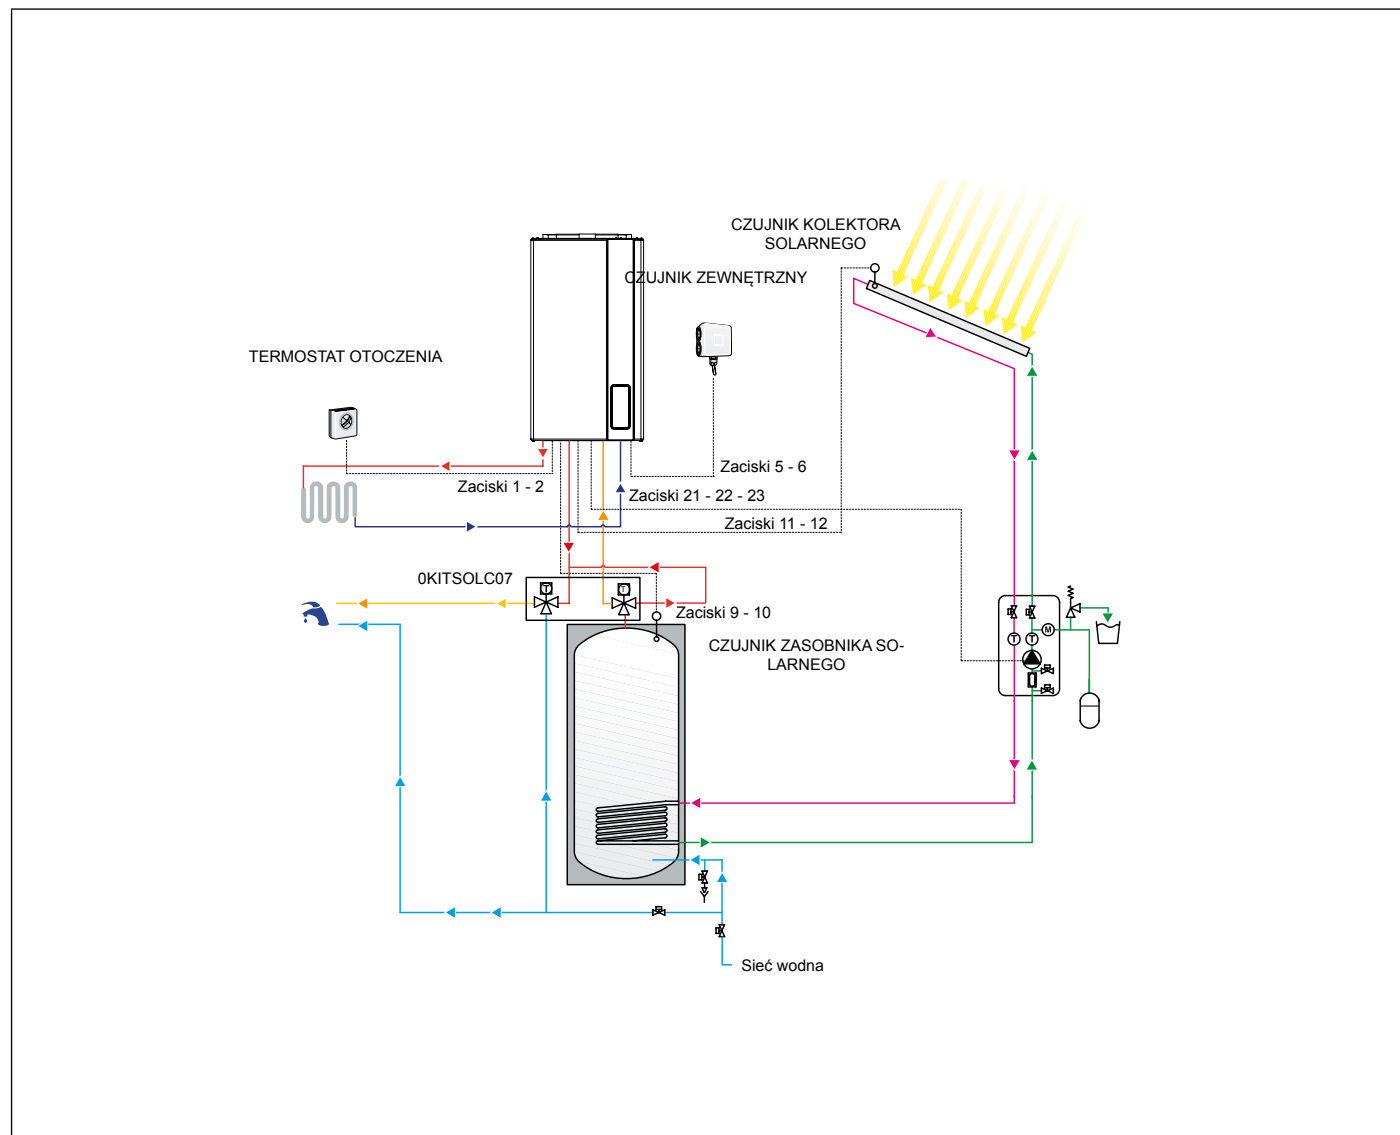 CZUJNIK KOLEKTORA
SOLARNEGO
CZUJNIK ZEWNĘTRZNY
TERMOSTAT OTOCZENIA
Zaciski 5 - 6
Zaciski 1 - 2
Zaciski 21 - 22 - 23
Zaciski 11 - 12
0KITSOLC07
T
T
Zaciski 9 - 10
CZUJNIK ZASOBNIKA SO-
LARNEGO
M
T
T
Sieć wodna